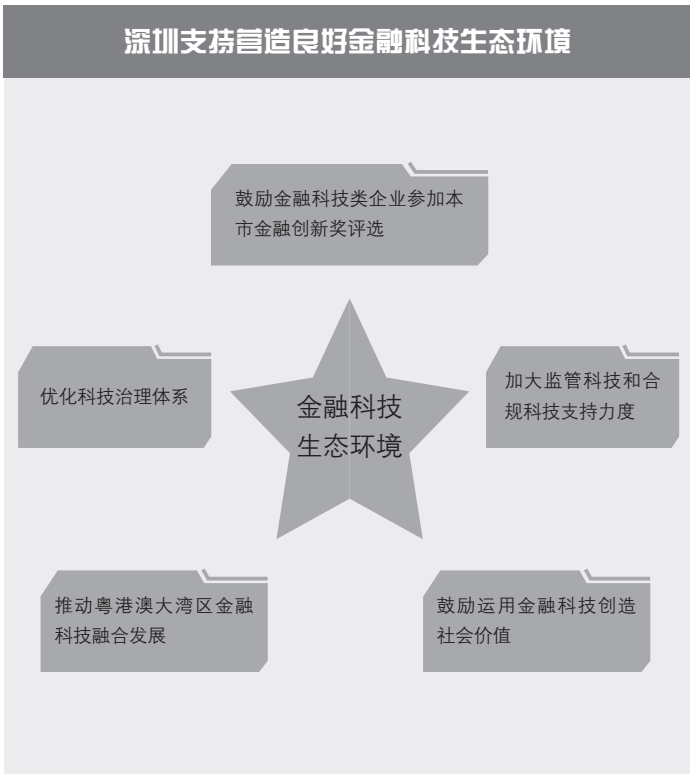 深圳支持营造良好金融科技生态环境
鼓励金融科技类企业参加本
市金融创新奖评选
优化科技治理体系
金融科技
生态环境
加大监管科技和合
规科技支持力度
推动粤港澳大湾区金融
科技融合发展
鼓励运用金融科技创造
社会价值